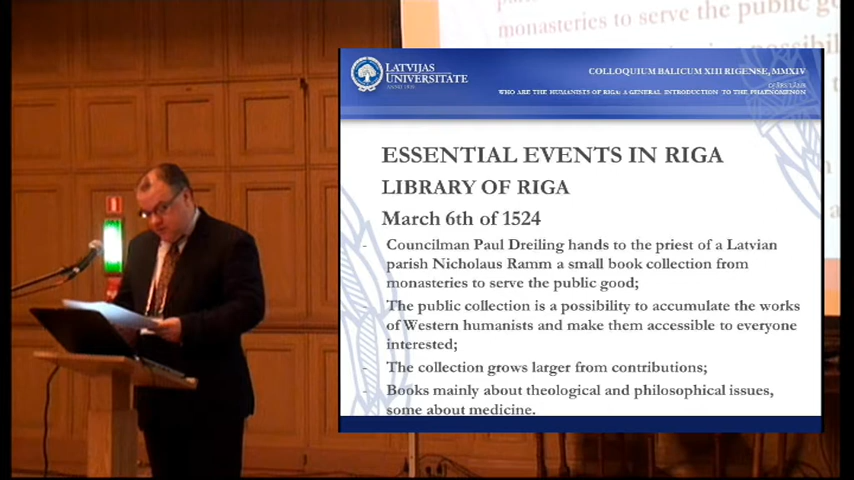 monasteries to serve the public go
LATVIJAS
UNIVERSITĀTE
ANNO 1919
COLLOQUIUM BALICUM XIII RIGENSE, MMXIV
WHO ARE THE HUMANISTS OF RIGA: A GENERAL INTRODUCTION TO THE PHAENOMENON
ESSENTIAL EVENTS IN RIGA
LIBRARY OF RIGA
March 6th of 1524
- Councilman Paul Dreiling hands to the priest of a Latvian
parish Nicholaus Ramm a small book collection from
monasteries to serve the public good;
- The public collection is a possibility to accumulate the works
of Western humanists and make them accessible to everyone
interested;
- The collection grows larger from contributions;
- Books mainly about theological and philosophical issues,
some about medicine.